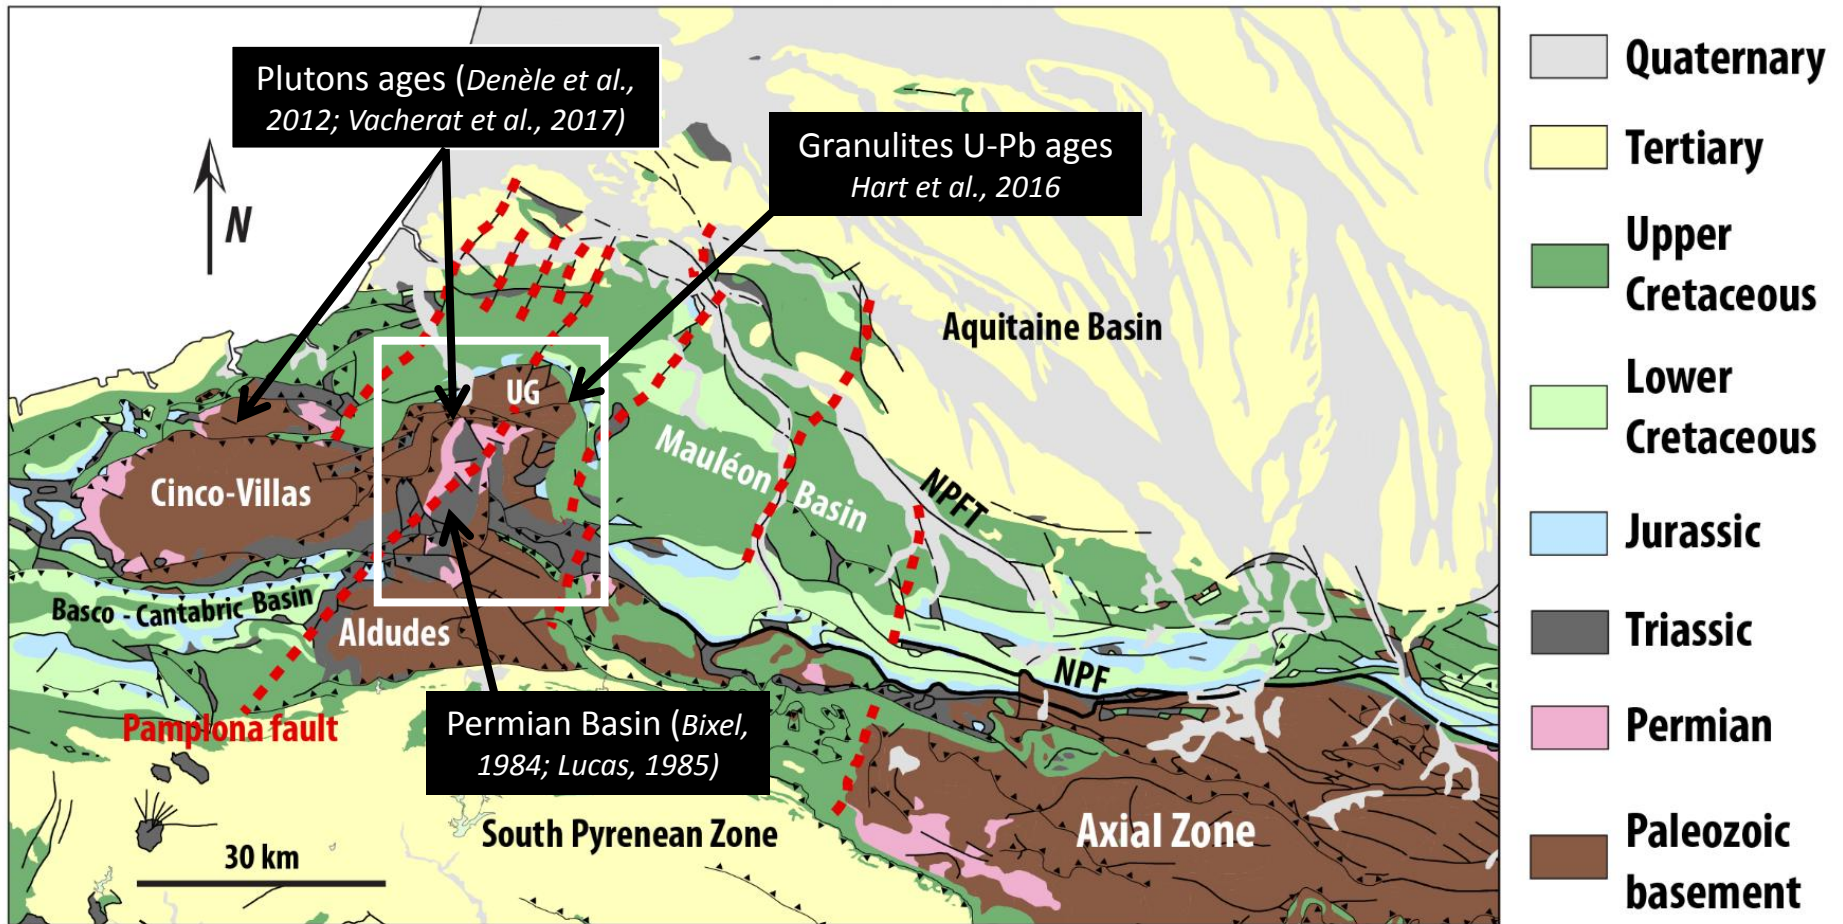 Plutons ages (Denèle et al.,
2012; Vacherat et al., 2017)
Granulites U-Pb ages
Hart et al., 2016
N
Aquitaine Basin
UG
Cinco-Villas
Mauléon Basin
NPFT
Basco - Cantabric Basin
Aldudes
NPF
Pamplona fault
Permian Basin (Bixel,
1984; Lucas, 1985)
South Pyrenean Zone
Axial Zone
30 km
Quaternary
Tertiary
Upper
Cretaceous
Lower
Cretaceous
Jurassic
Triassic
Permian
Paleozoic
basement